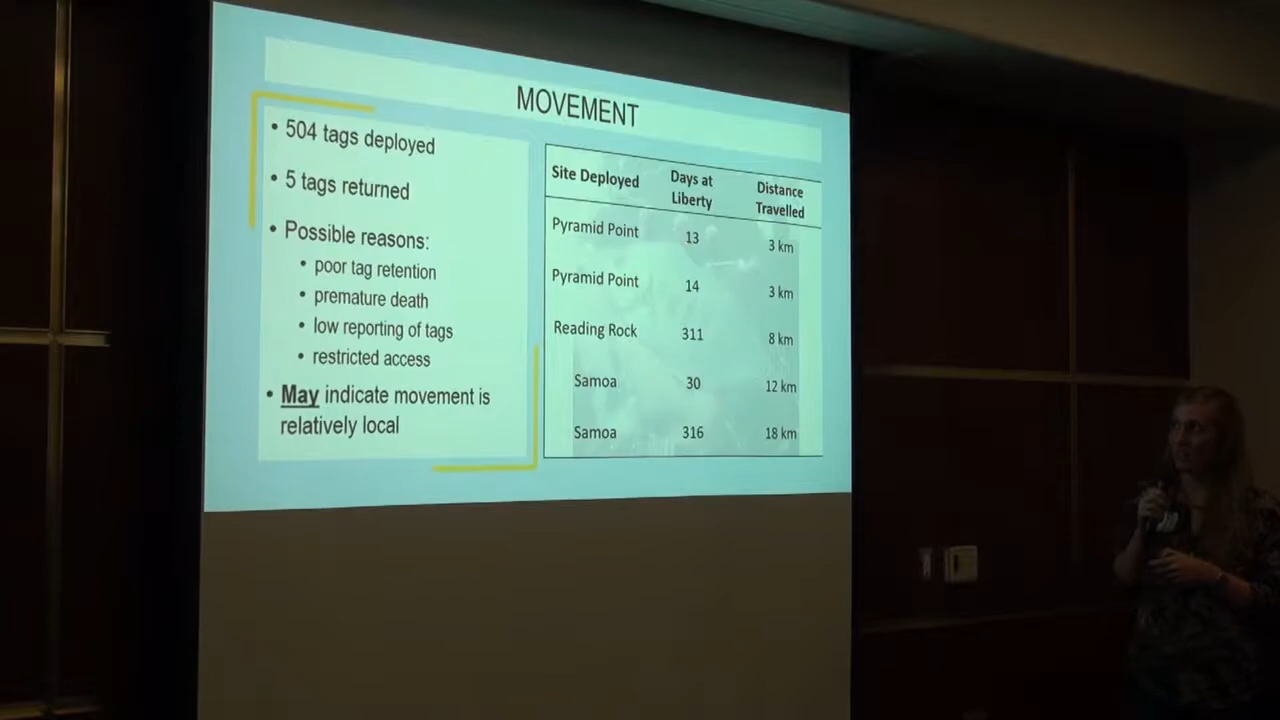 MOVEMENT
• 504 tags deployed
• 5 tags returned
• Possible reasons:
• poor tag retention
• premature death
• low reporting of tags
• restricted access
• May indicate movement is
relatively local
Site Deployed Days at Liberty Distance Travelled
Pyramid Point 13 3 km
Pyramid Point 14 3 km
Reading Rock 311 8 km
Samoa 30 12 km
Samoa 316 18 km